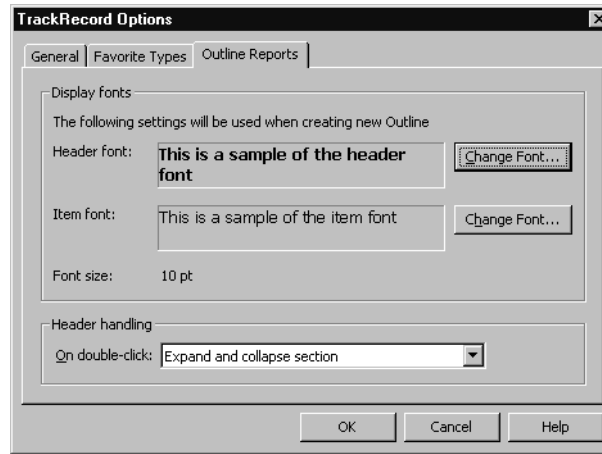 TrackRecord Options
General Favorite Types Outline Reports
Display fonts
The following settings will be used when creating new Outline
Header font: This is a sample of the header Change Font...
font
Item font: This is a sample of the item font Change Font...
Font size: 10 pt
Header handling
On double-click: Expand and collapse section
OK Cancel Help